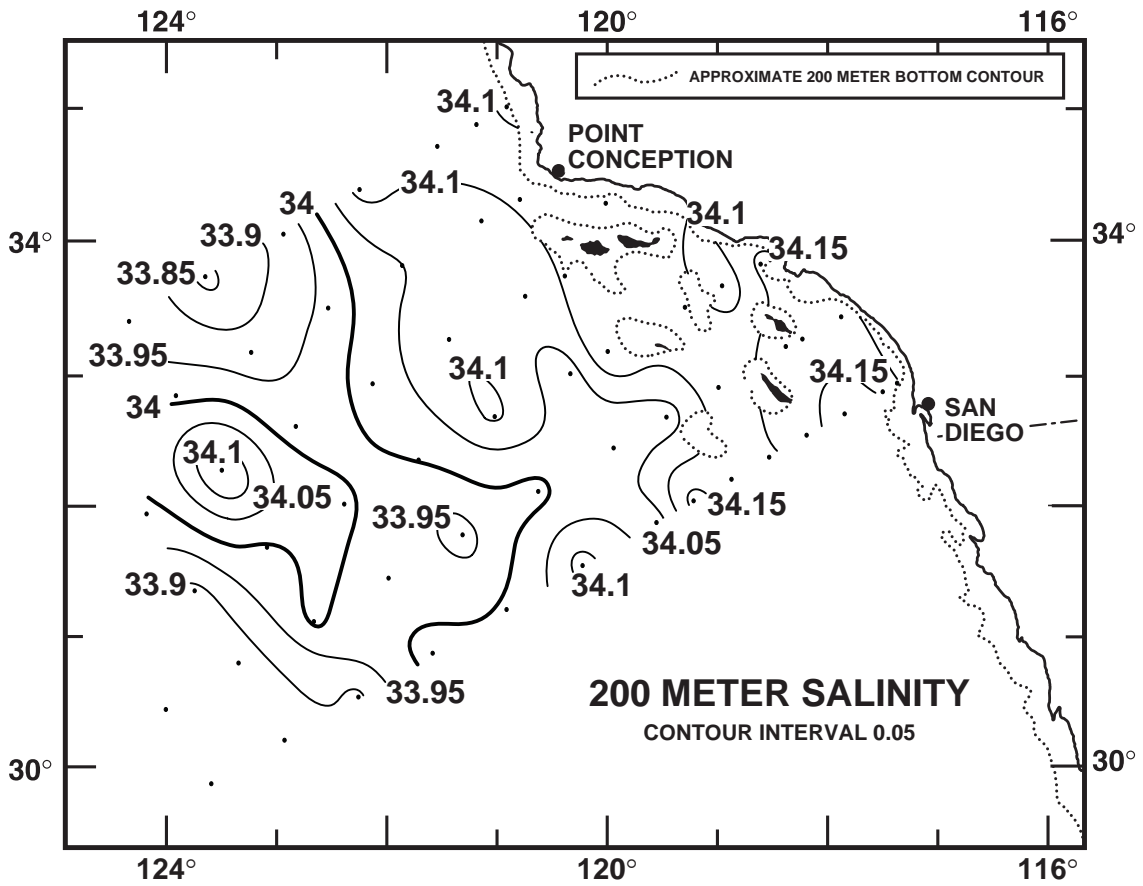 124° 120° 116°
APPROXIMATE 200 METER BOTTOM CONTOUR
34.1
POINT
CONCEPTION
34.1
34
34.1
33.9
34° 34°
34.15
33.85
33.95
34.1
34.15
34
SAN
DIEGO
34.1
34.05
34.15
33.95
34.05
33.9
34.1
33.95
200 METER SALINITY
CONTOUR INTERVAL 0.05
30° 30°
124° 120° 116°